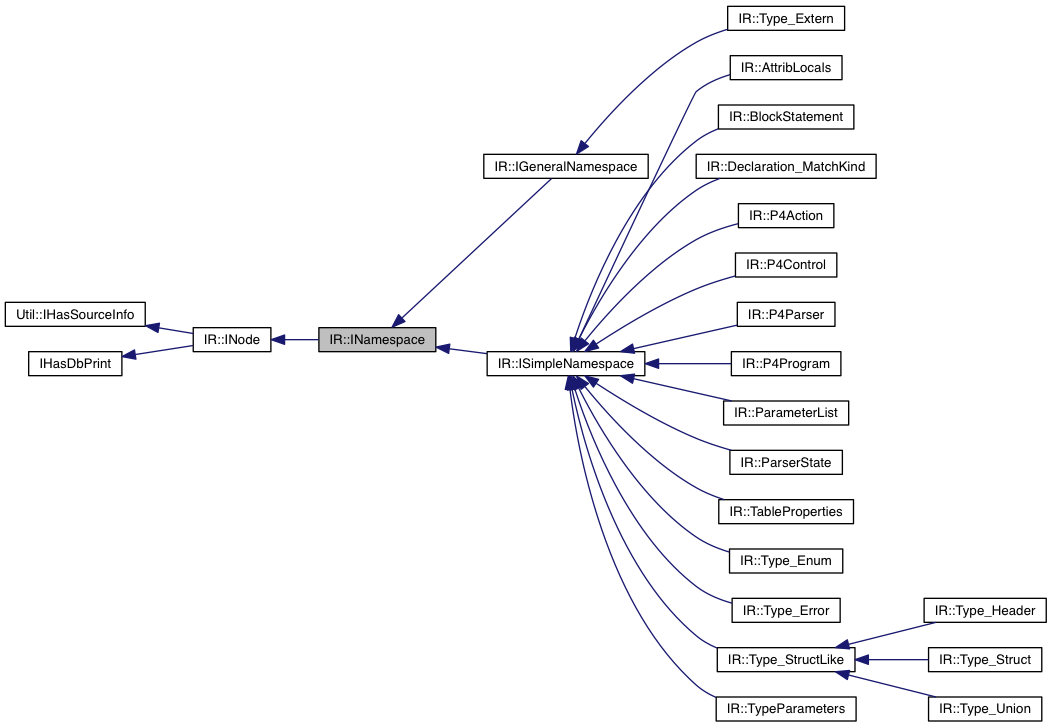 IR::Type_Extern
IR::AttribLocals
IR::BlockStatement
IR::IGeneralNamespace
IR::Declaration_MatchKind
IR::P4Action
IR::P4Control
Util::IHasSourceInfo
IR::P4Parser
IR::INode
IR::INamespace
IHasDbPrint
IR::ISimpleNamespace
IR::P4Program
IR::ParameterList
IR::ParserState
IR::TableProperties
IR::Type_Enum
IR::Type_Error
IR::Type_Header
IR::Type_StructLike
IR::Type_Struct
IR::TypeParameters
IR::Type_Union